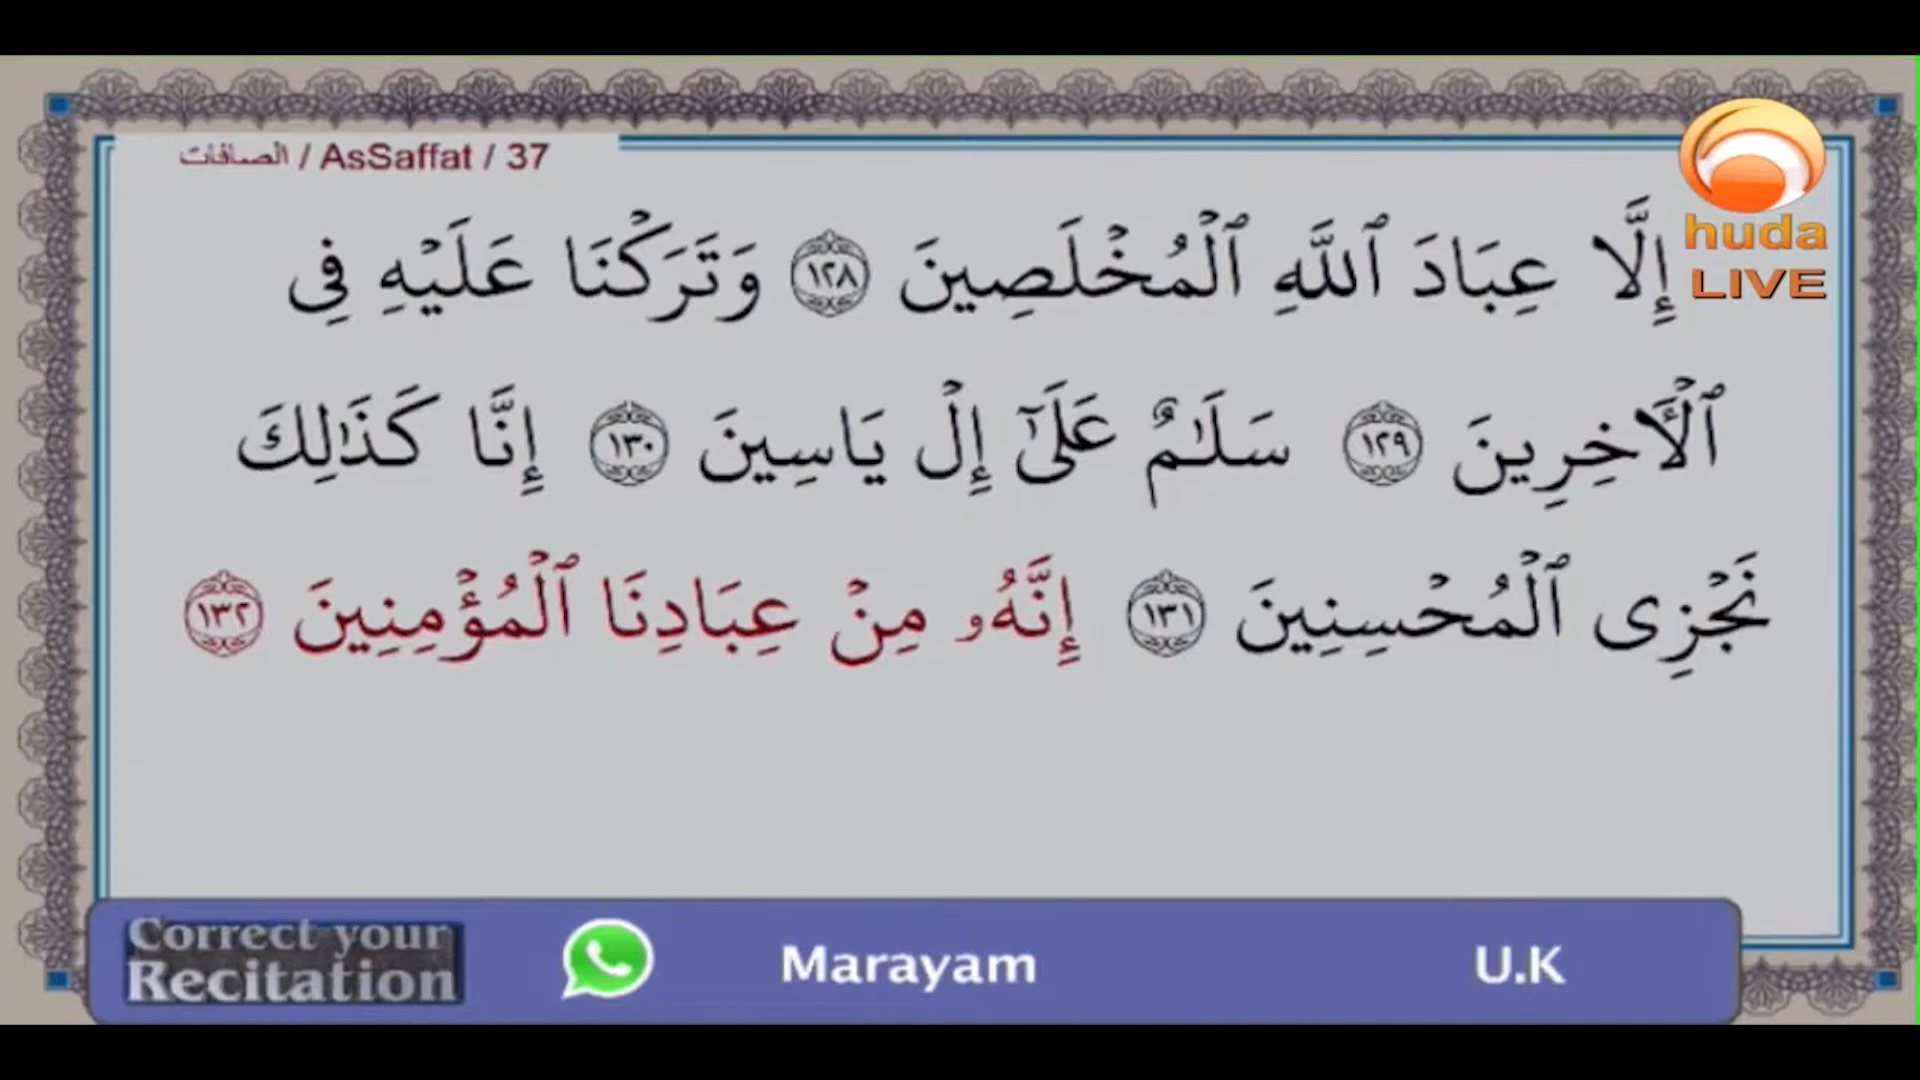 الصافات / AsSaffat / 37
huda
LIVE
إِلَّا عِبَادَ ٱللَّهِ ٱلْمُخْلَصِينَ ١٢٨ وَتَرَكْنَا عَلَيْهِ فِى
ٱلْـَٔاخِرِينَ ١٢٩ سَلَـٰمٌ عَلَىٰٓ إِلْ يَاسِينَ ١٣٠ إِنَّا كَذَٰلِكَ
نَجْزِى ٱلْمُحْسِنِينَ ١٣١ إِنَّهُۥ مِنْ عِبَادِنَا ٱلْمُؤْمِنِينَ ١٣٢
Correct your
Recitation
Marayam U.K